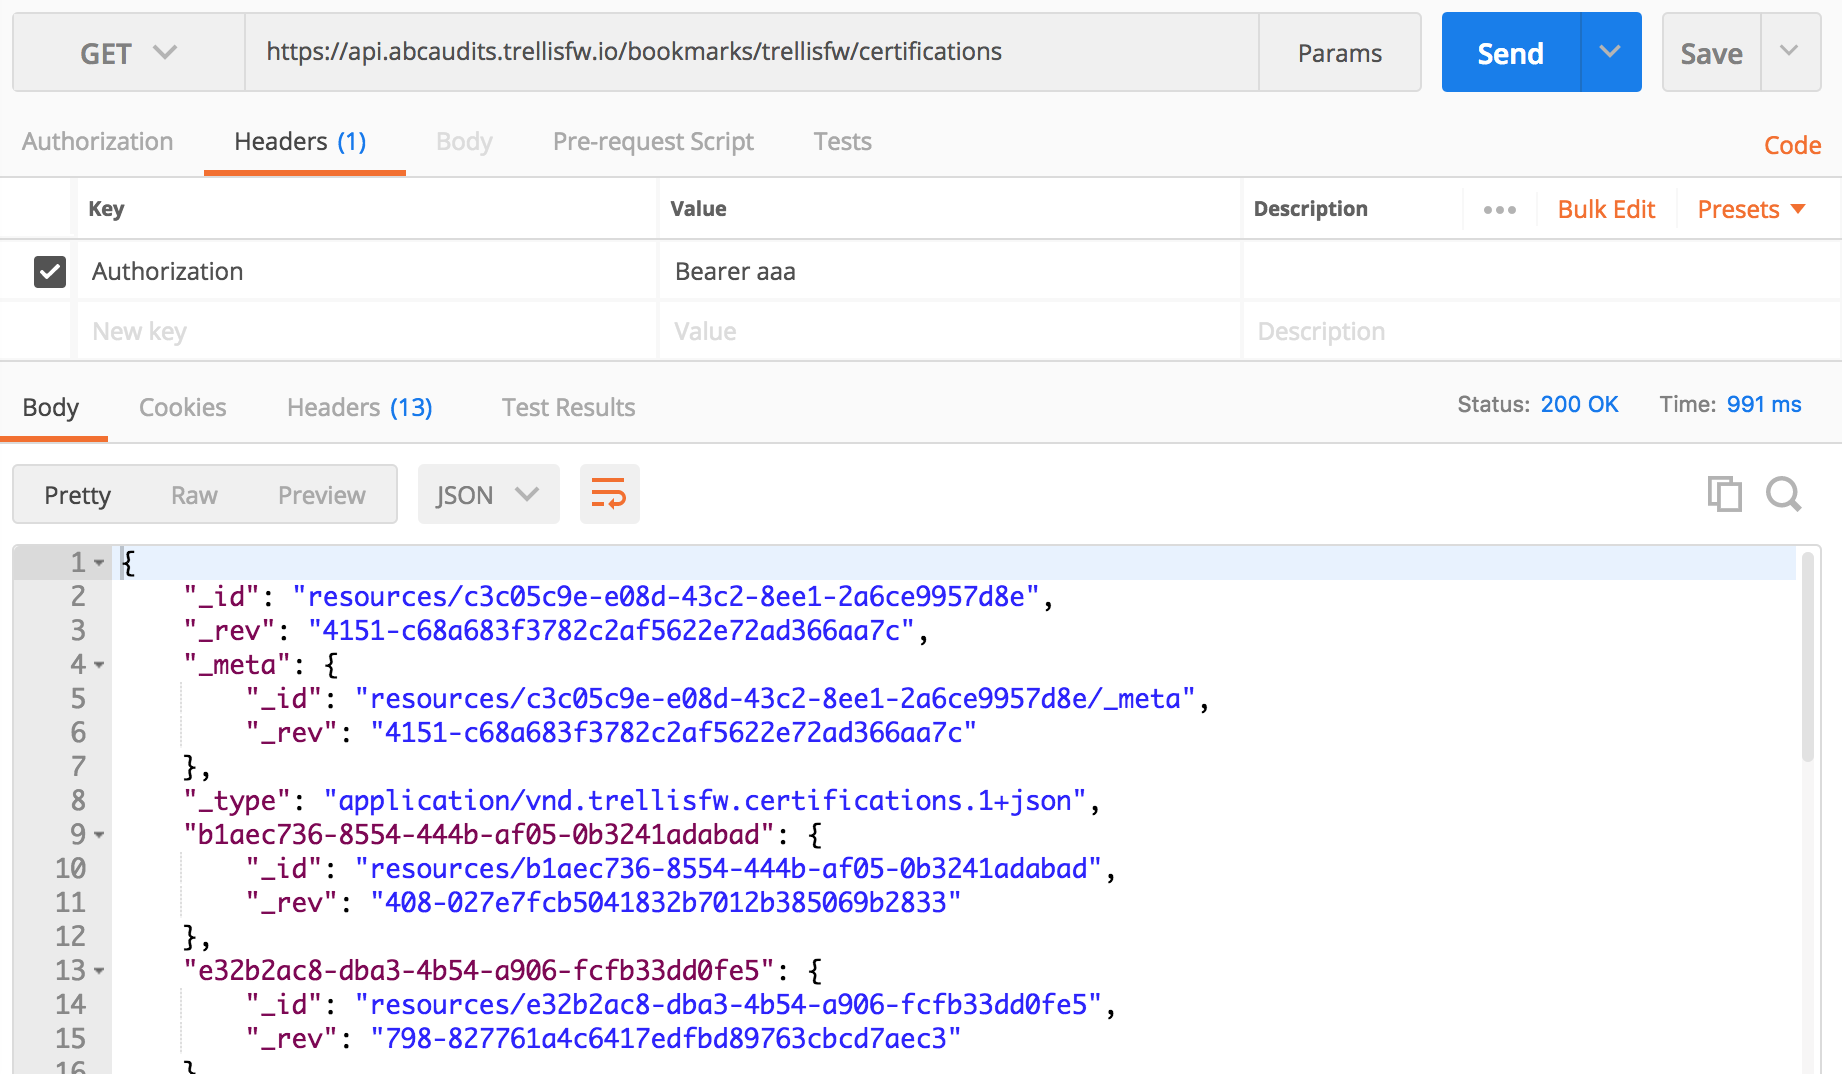 GET https://api.abcaudits.trellisfw.io/bookmarks/trellisfw/certifications Params Send Save
Authorization Headers (1) Body Pre-request Script Tests Code
Key Value Description Bulk Edit Presets
Authorization Bearer aaa
New key Value Description
Body Cookies Headers (13) Test Results Status: 200 OK Time: 991 ms
Pretty Raw Preview JSON
1 {
2 "_id": "resources/c3c05c9e-e08d-43c2-8ee1-2a6ce9957d8e",
3 "_rev": "4151-c68a683f3782c2af5622e72ad366aa7c",
4 "_meta": {
5 "_id": "resources/c3c05c9e-e08d-43c2-8ee1-2a6ce9957d8e/_meta",
6 "_rev": "4151-c68a683f3782c2af5622e72ad366aa7c"
7 },
8 "_type": "application/vnd.trellisfw.certifications.1+json",
9 "b1aec736-8554-444b-af05-0b3241adabad": {
10 "_id": "resources/b1aec736-8554-444b-af05-0b3241adabad",
11 "_rev": "408-027e7fcb5041832b7012b385069b2833"
12 },
13 "e32b2ac8-dba3-4b54-a906-fcfb33dd0fe5": {
14 "_id": "resources/e32b2ac8-dba3-4b54-a906-fcfb33dd0fe5",
15 "_rev": "798-827761a4c6417edfbd89763cbcd7aec3"
16 }